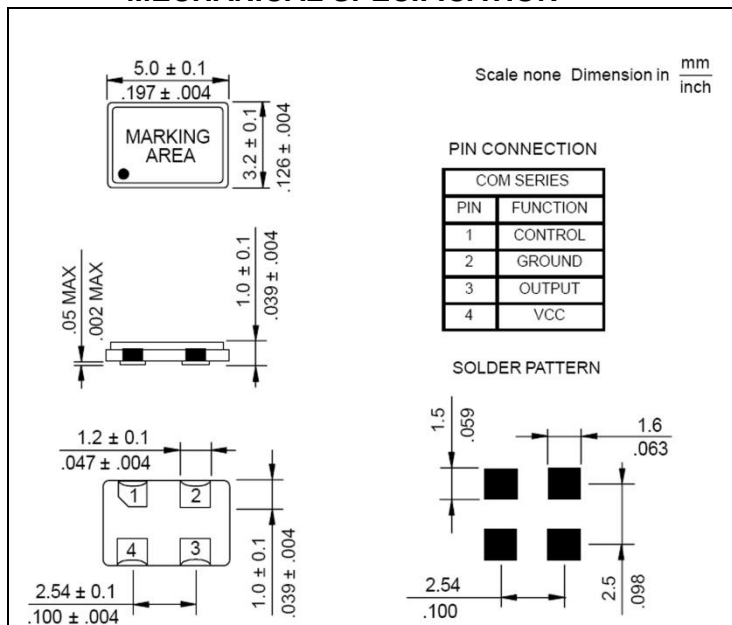 MECHANICAL SPECIFICATION
5.0 ± 0.1
.197 ± .004
MARKING
AREA
3.2 ± 0.1
.126 ± .004
Scale none Dimension in mm
inch
PIN CONNECTION
COM SERIES
PIN FUNCTION
1 CONTROL
2 GROUND
3 OUTPUT
4 VCC
.05 MAX
.002 MAX
1.0 ± 0.1
.039 ± .004
SOLDER PATTERN
1.2 ± 0.1
.047 ± .004
1 2
4 3
1.0 ± 0.1
.039 ± .004
2.54 ± 0.1
.100 ± .004
1.5
.059
1.6
.063
2.54
.100
2.5
.098